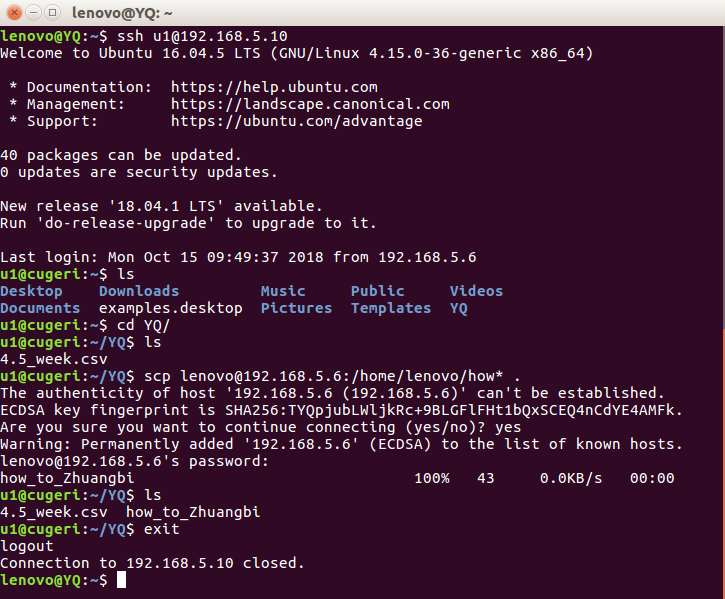 lenovo@YQ: ~
lenovo@YQ:~$ ssh u1@192.168.5.10
Welcome to Ubuntu 16.04.5 LTS (GNU/Linux 4.15.0-36-generic x86_64)
* Documentation:  https://help.ubuntu.com
* Management:     https://landscape.canonical.com
* Support:        https://ubuntu.com/advantage
40 packages can be updated.
0 updates are security updates.
New release '18.04.1 LTS' available.
Run 'do-release-upgrade' to upgrade to it.
Last login: Mon Oct 15 09:49:37 2018 from 192.168.5.6
u1@cugeri:~$ ls
Desktop    Downloads         Music     Public     Videos
Documents  examples.desktop  Pictures  Templates  YQ
u1@cugeri:~$ cd YQ/
u1@cugeri:~/YQ$ ls
4.5_week.csv
u1@cugeri:~/YQ$ scp lenovo@192.168.5.6:/home/lenovo/how* .
The authenticity of host '192.168.5.6 (192.168.5.6)' can't be established.
ECDSA key fingerprint is SHA256:TYQpjubLWljkRc+9BLGFlFHt1bQxSCEQ4nCdYE4AMFk.
Are you sure you want to continue connecting (yes/no)? yes
Warning: Permanently added '192.168.5.6' (ECDSA) to the list of known hosts.
lenovo@192.168.5.6's password:
how_to_Zhuangbi                               100%   43     0.0KB/s   00:00
u1@cugeri:~/YQ$ ls
4.5_week.csv  how_to_Zhuangbi
u1@cugeri:~/YQ$ exit
logout
Connection to 192.168.5.10 closed.
lenovo@YQ:~$